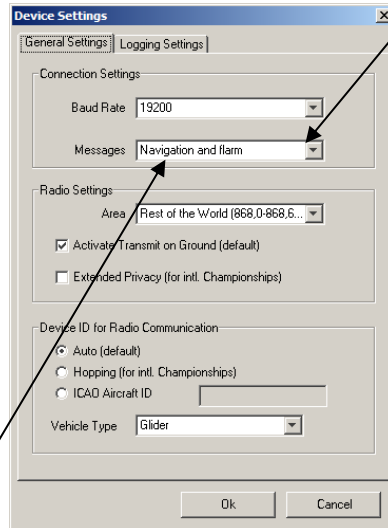 Device Settings
General Settings Logging Settings
Connection Settings
Baud Rate 19200
Messages Navigation and flarm
Radio Settings
Area Rest of the World (868,0-868,6...
Activate Transmit on Ground (default)
Extended Privacy (for intl. Championships)
Device ID for Radio Communication
Auto (default)
Hopping (for intl. Championships)
ICAO Aircraft ID
Vehicle Type Glider
Ok Cancel